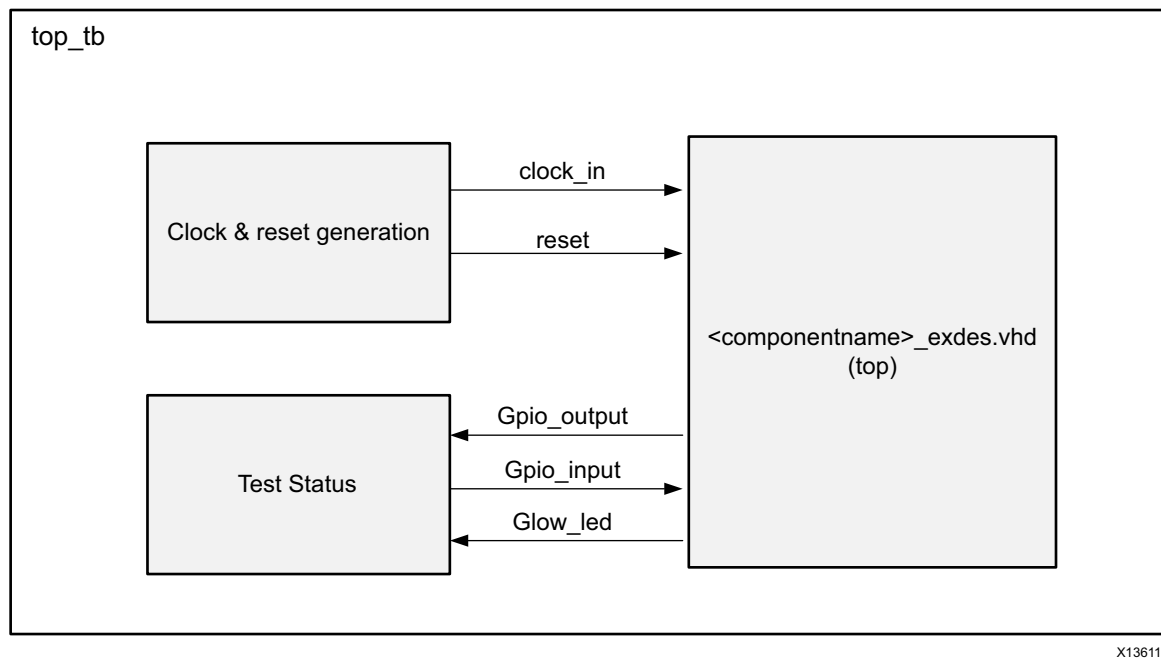 top_tb
Clock & reset generation
clock_in
reset
<componentname>_exdes.vhd
(top)
Test Status
Gpio_output
Gpio_input
Glow_led
X13611